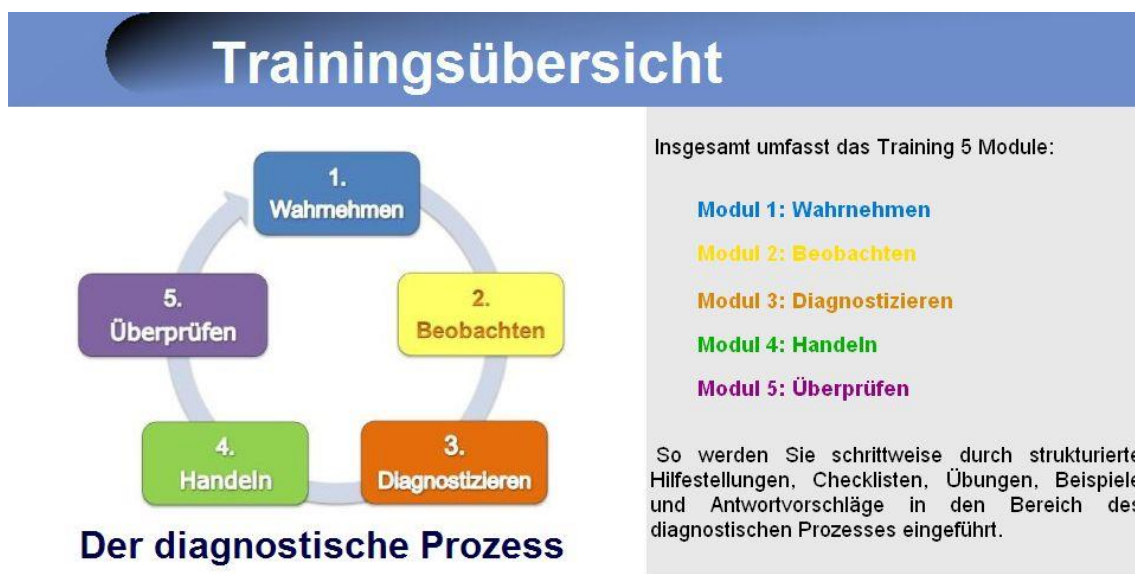 Trainingsübersicht
1.
Wahrnehmen
2.
Beobachten
3.
Diagnostizieren
4.
Handeln
5.
Überprüfen
Der diagnostische Prozess
Insgesamt umfasst das Training 5 Module:
Modul 1: Wahrnehmen
Modul 2: Beobachten
Modul 3: Diagnostizieren
Modul 4: Handeln
Modul 5: Überprüfen
So werden Sie schrittweise durch strukturierte
Hilfestellungen, Checklisten, Übungen, Beispiele
und Antwortvorschläge in den Bereich des
diagnostischen Prozesses eingeführt.